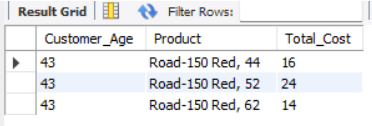 Result Grid Filter Rows:
Customer_Age Product Total_Cost
43 Road-150 Red, 44 16
43 Road-150 Red, 52 24
43 Road-150 Red, 62 14